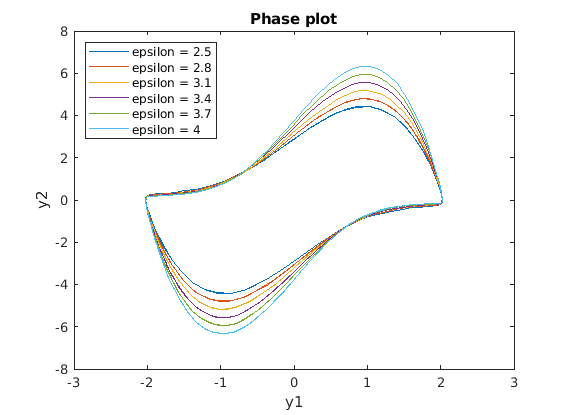 Phase plot
8
6
4
2
0
-2
-4
-6
-8
-3
-2
-1
0
1
2
3
y1
y2
epsilon = 2.5
epsilon = 2.8
epsilon = 3.1
epsilon = 3.4
epsilon = 3.7
epsilon = 4